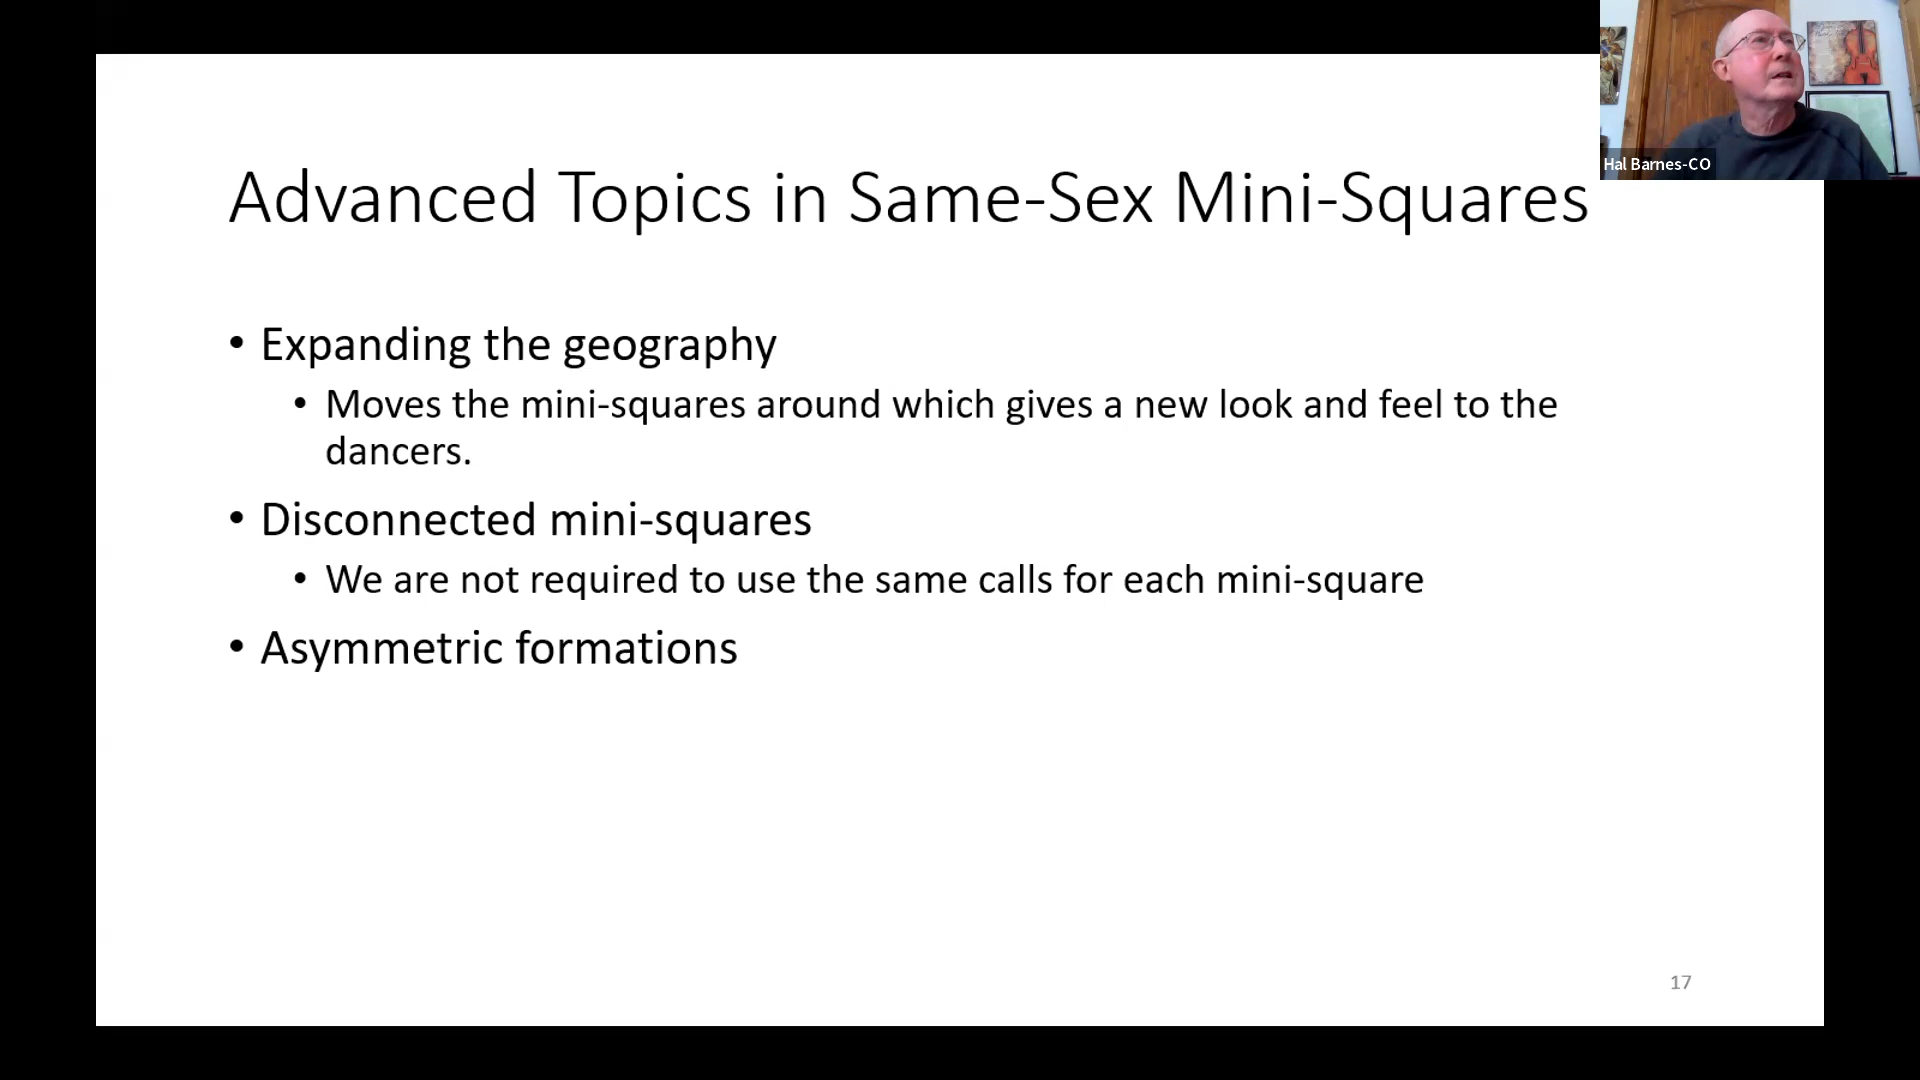 Advanced Topics in Same-Sex Mini-Squares
• Expanding the geography
• Moves the mini-squares around which gives a new look and feel to the
dancers.
• Disconnected mini-squares
• We are not required to use the same calls for each mini-square
• Asymmetric formations
17
Hal Barnes-CO